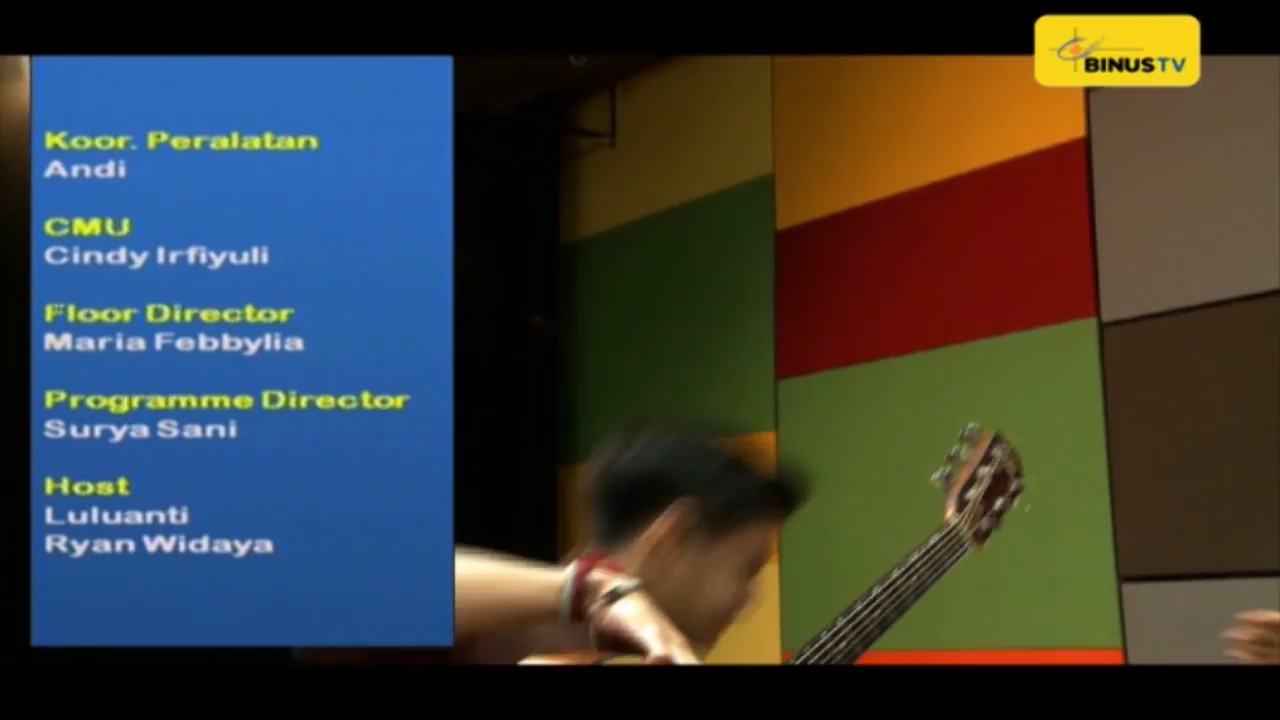 BINUSTV
Koor. Peralatan
Andi
CMU
Cindy Irfiyuli
Floor Director
Maria Febbylia
Programme Director
Surya Sani
Host
Luluanti
Ryan Widaya